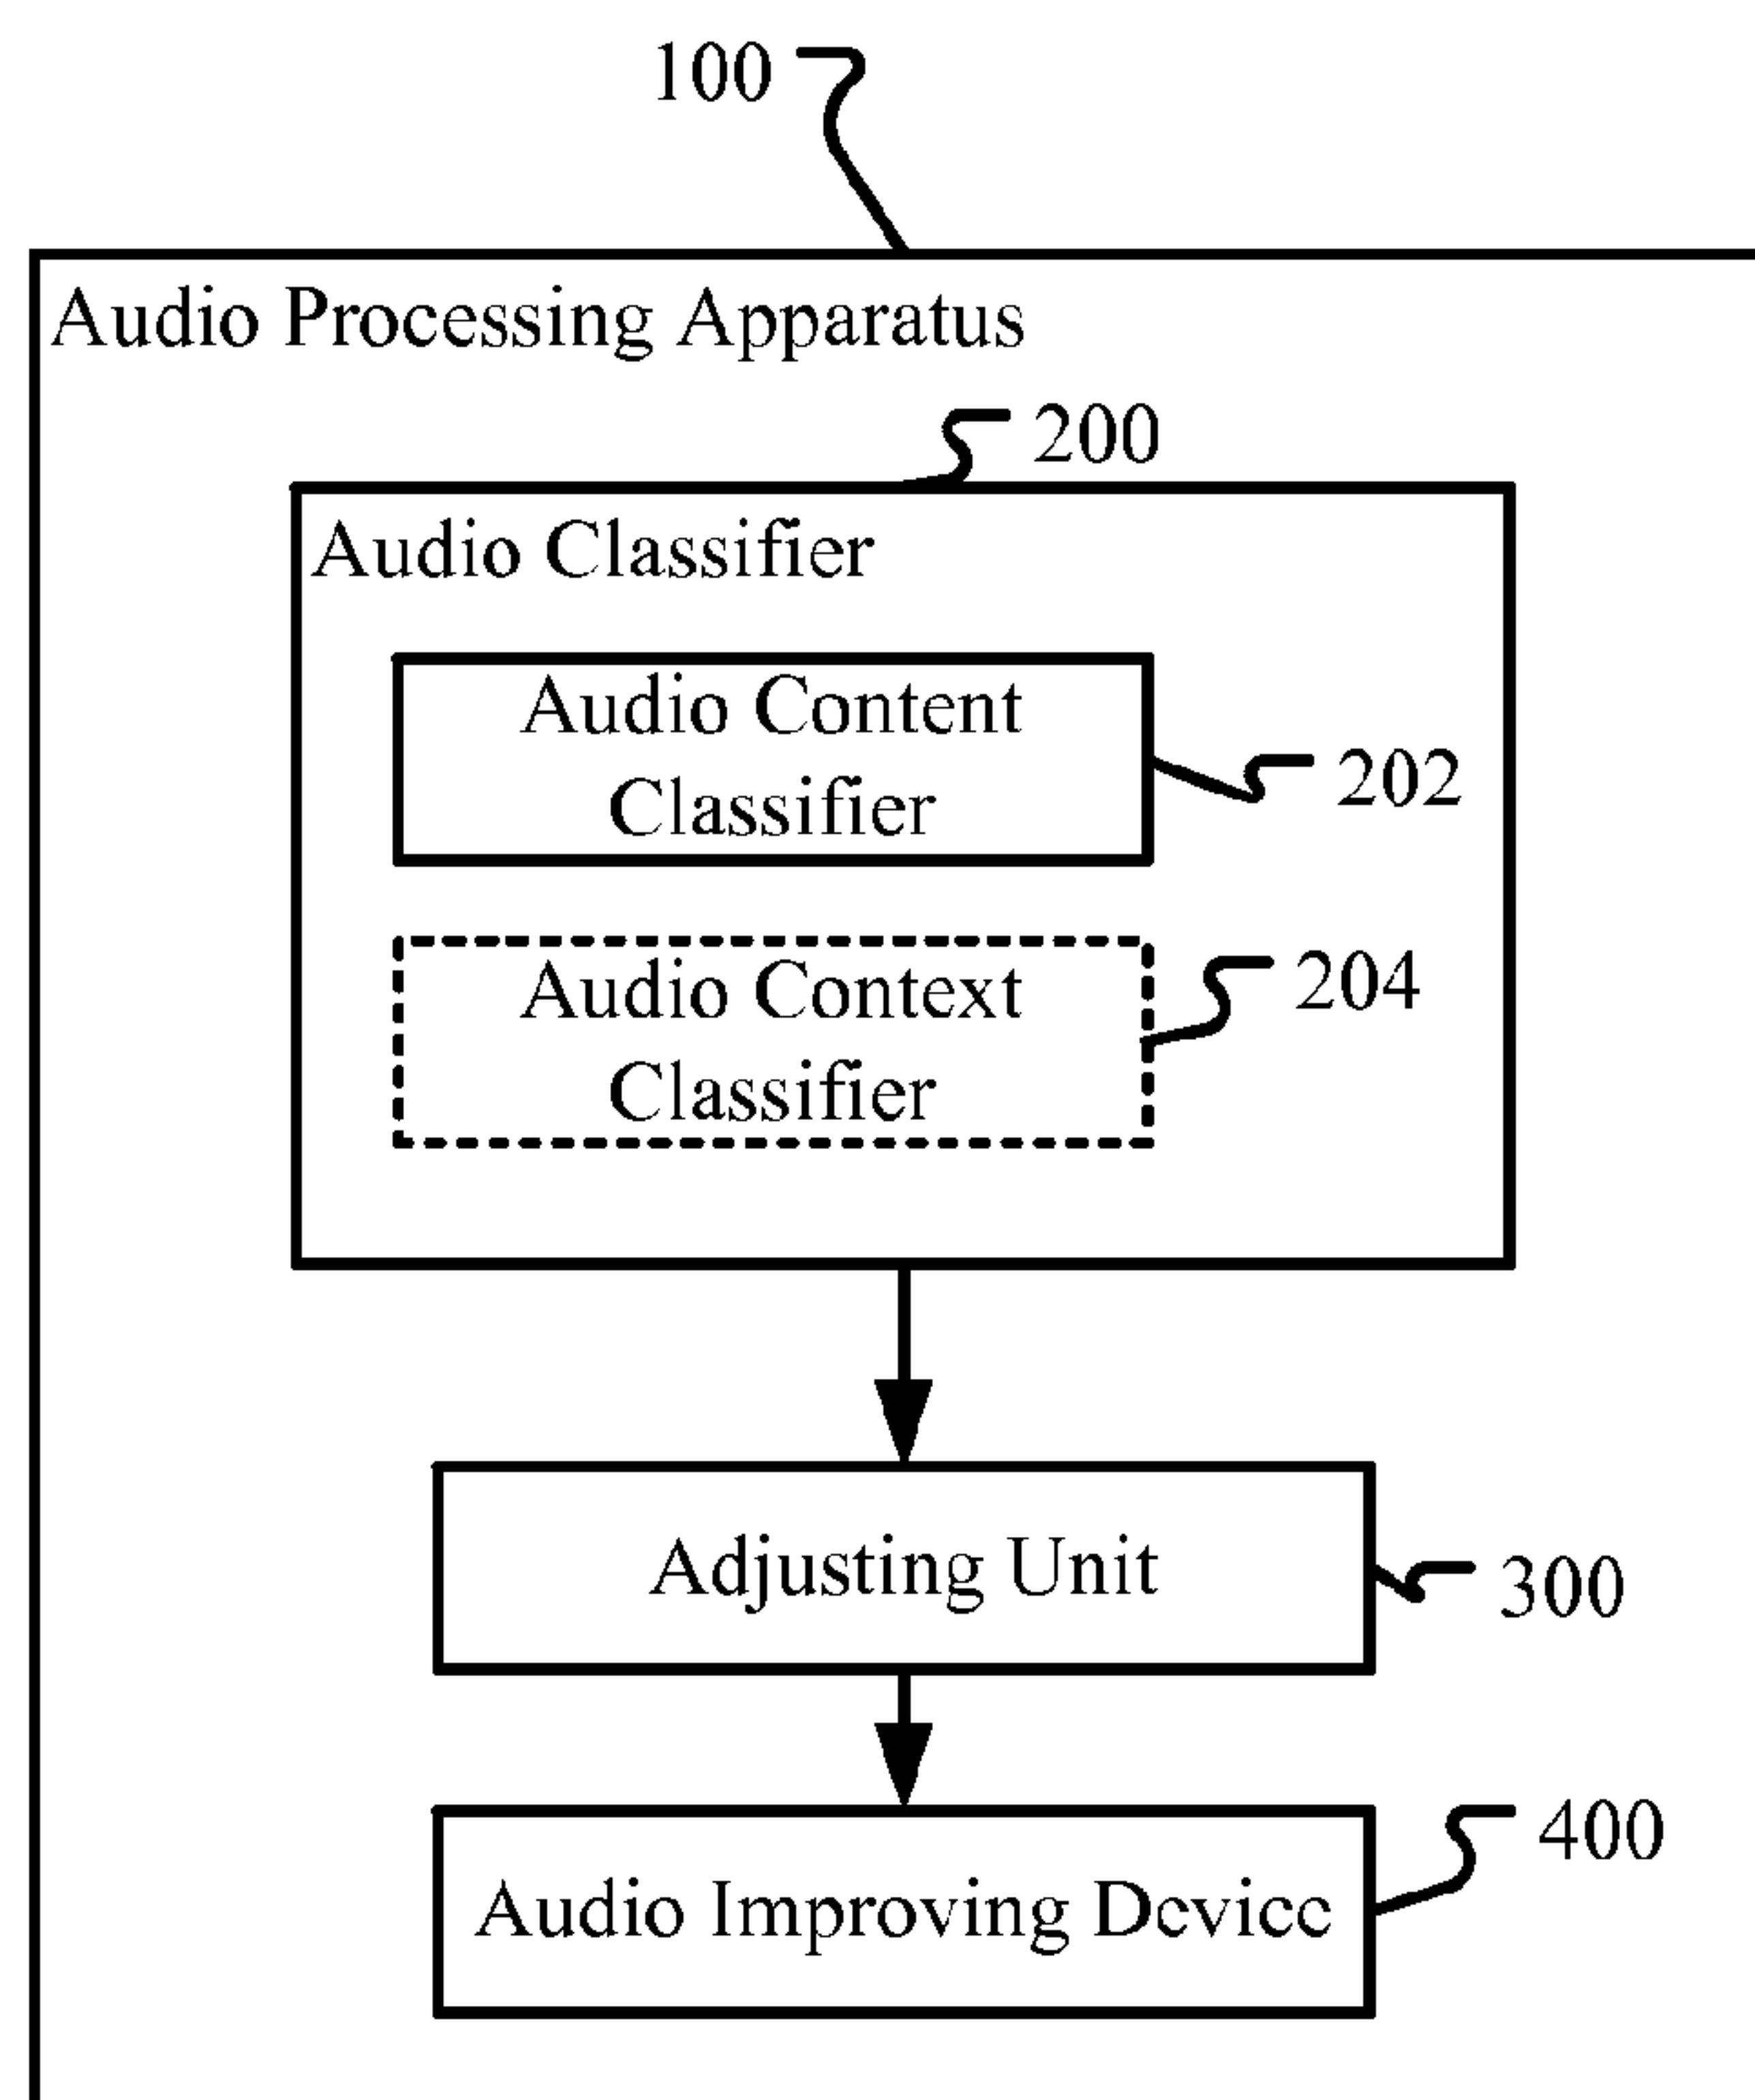 100
Audio Processing Apparatus
200
Audio Classifier
Audio Content
Classifier
202
Audio Context
Classifier
204
Adjusting Unit
300
400
Audio Improving Device